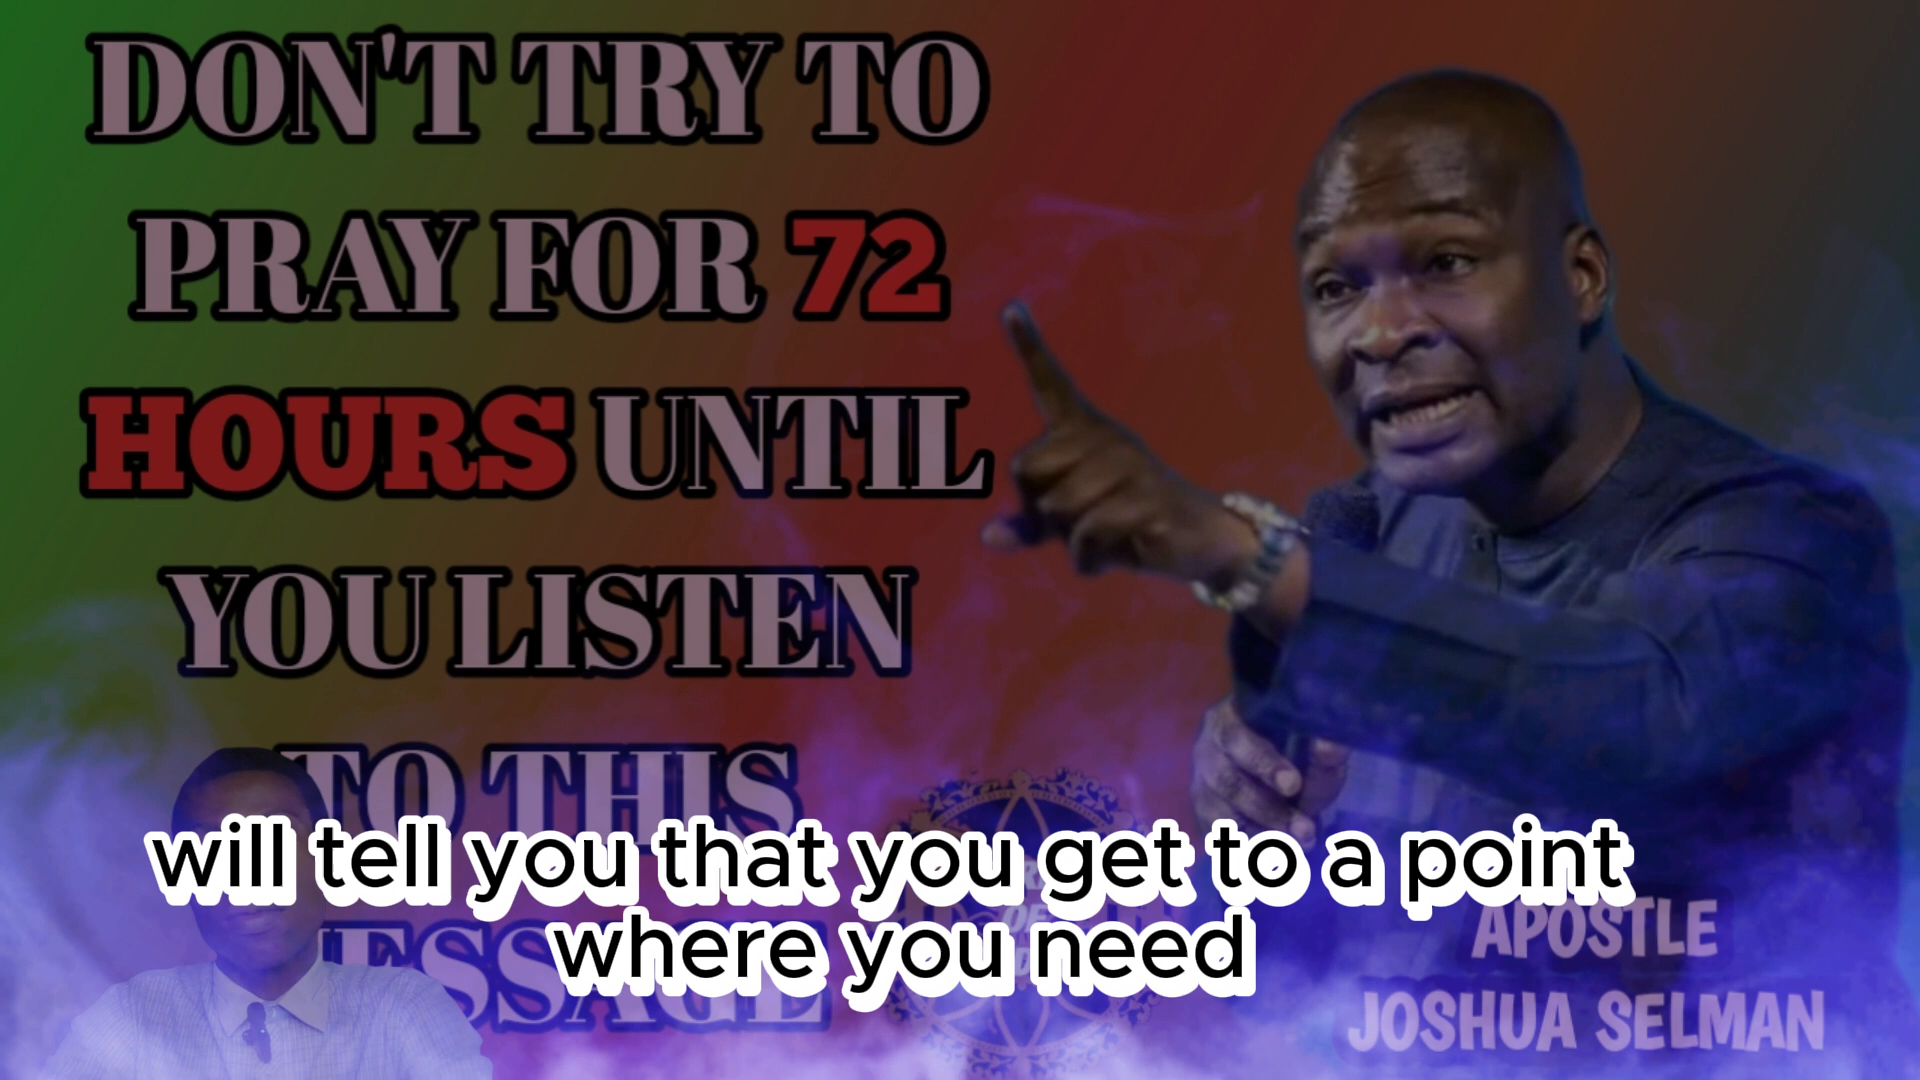 DON'T TRY TO
PRAY FOR 72
HOURS UNTIL
YOU LISTEN
TO THIS
ESSAGE
will tell you that you get to a point
where you need
APOSTLE
JOSHUA SELMAN